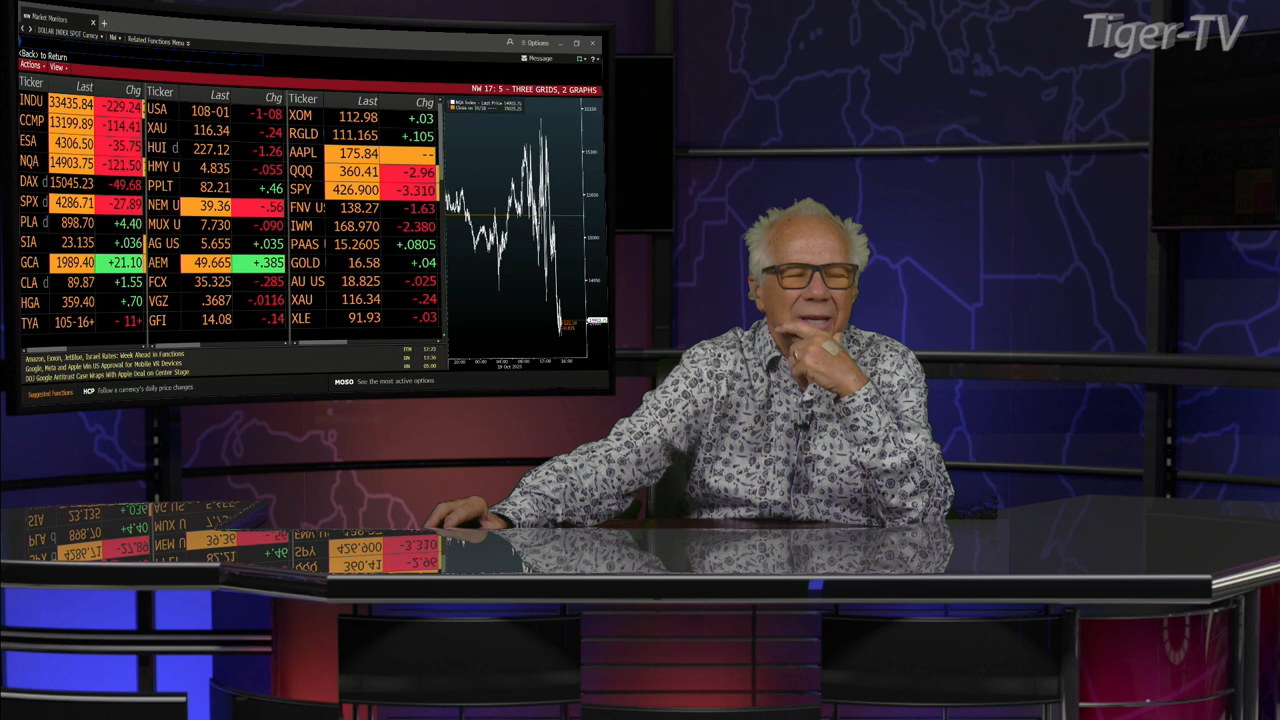 Tiger-TV
Market Monitors x +
DOLLAR INDEX SPOT Curncy Related Functions Menu Options
Message
<Back> to Return
Actions View
NW 17: 5 - THREE GRIDS, 2 GRAPHS
Ticker Last Chg Ticker Last Chg Ticker Last Chg
INDU 33435.84 -229.24 USA 108-01 -1-08 XOM 112.98 +.03
CCMP 13199.89 -114.41 XAU 116.34 -.24 RGLD 111.165 +.105
ESA 4306.50 -35.75 HUI d 227.12 -1.26 AAPL 175.84 --
NQA 14903.75 -121.50 HMY U 4.835 -.055 QQQ 360.41 -2.96
DAX d 15045.23 -49.68 PPLT 82.21 +.46 SPY 426.900 -3.310
SPX d 4286.71 -27.89 NEM U 39.36 -.56 FNV US 138.27 -1.63
PLA d 898.70 +4.40 MUX U 7.730 -.090 IWM 168.970 -2.380
SIA 23.135 +.036 AG US 5.655 +.035 PAAS 15.2605 +.0805
GCA 1989.40 +21.10 AEM 49.665 +.385 GOLD 16.58 +.04
CLA d 89.87 +1.55 FCX 35.325 -.285 AU US 18.825 -.025
HGA 359.40 +.70 VGZ .3687 -.0116 XAU 116.34 -.24
TYA 105-16+ - 11+ GFI 14.08 -.14 XLE 91.93 -.03
19 Oct 2023
Amazon, Exxon, JetBlue, Israel Rates: Week Ahead in Functions
Google, Meta and Apple Vin US Approval for Mobile VR Devices
DOJ Google Antitrust Case Wraps With Apple Deal on Center Stage
Suggested Functions HCP Follow a currency's daily price changes MOSO See the most active options